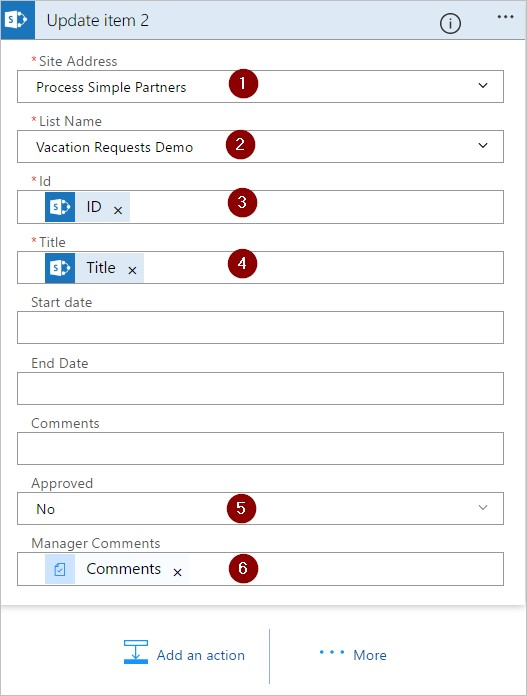 Update item 2
* Site Address
Process Simple Partners 1
* List Name
Vacation Requests Demo 2
* Id
ID × 3
* Title
Title × 4
Start date
End Date
Comments
Approved
No 5
Manager Comments
Comments × 6
Add an action
More